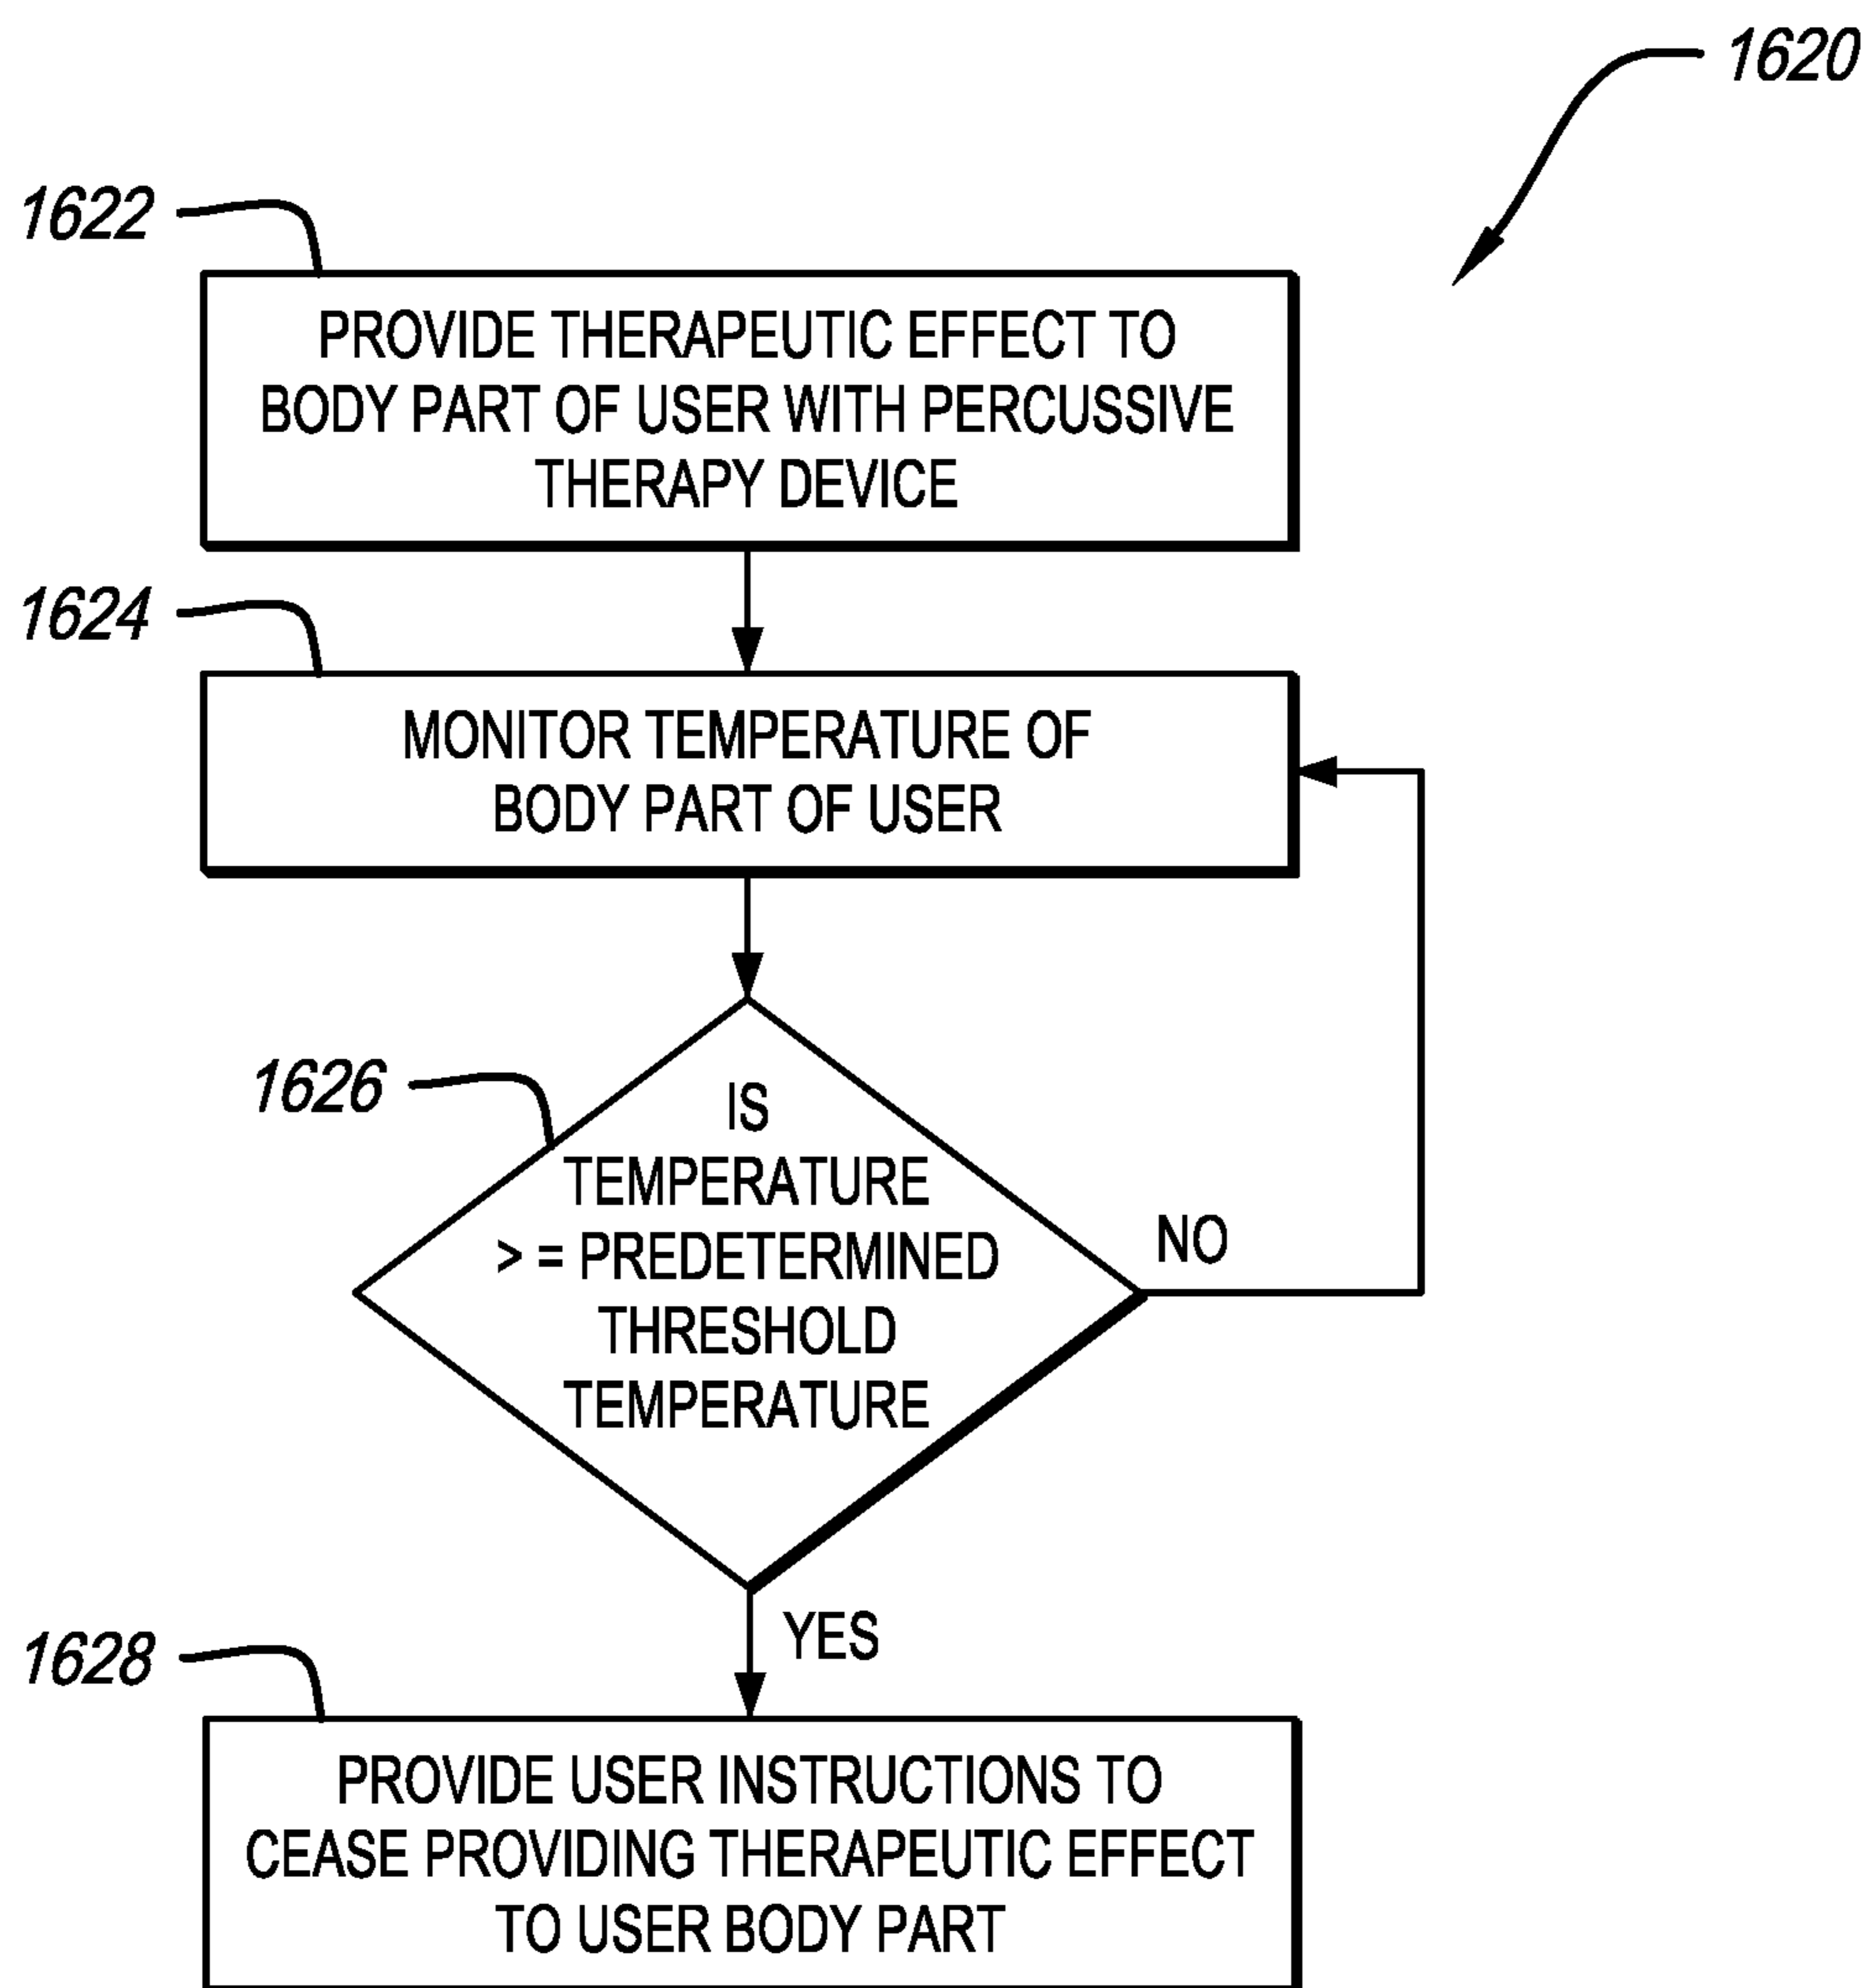 1620
1622
PROVIDE THERAPEUTIC EFFECT TO
BODY PART OF USER WITH PERCUSSIVE
THERAPY DEVICE
1624
MONITOR TEMPERATURE OF
BODY PART OF USER
1626
IS
TEMPERATURE
> = PREDETERMINED
THRESHOLD
TEMPERATURE
NO
YES
1628
PROVIDE USER INSTRUCTIONS TO
CEASE PROVIDING THERAPEUTIC EFFECT
TO USER BODY PART